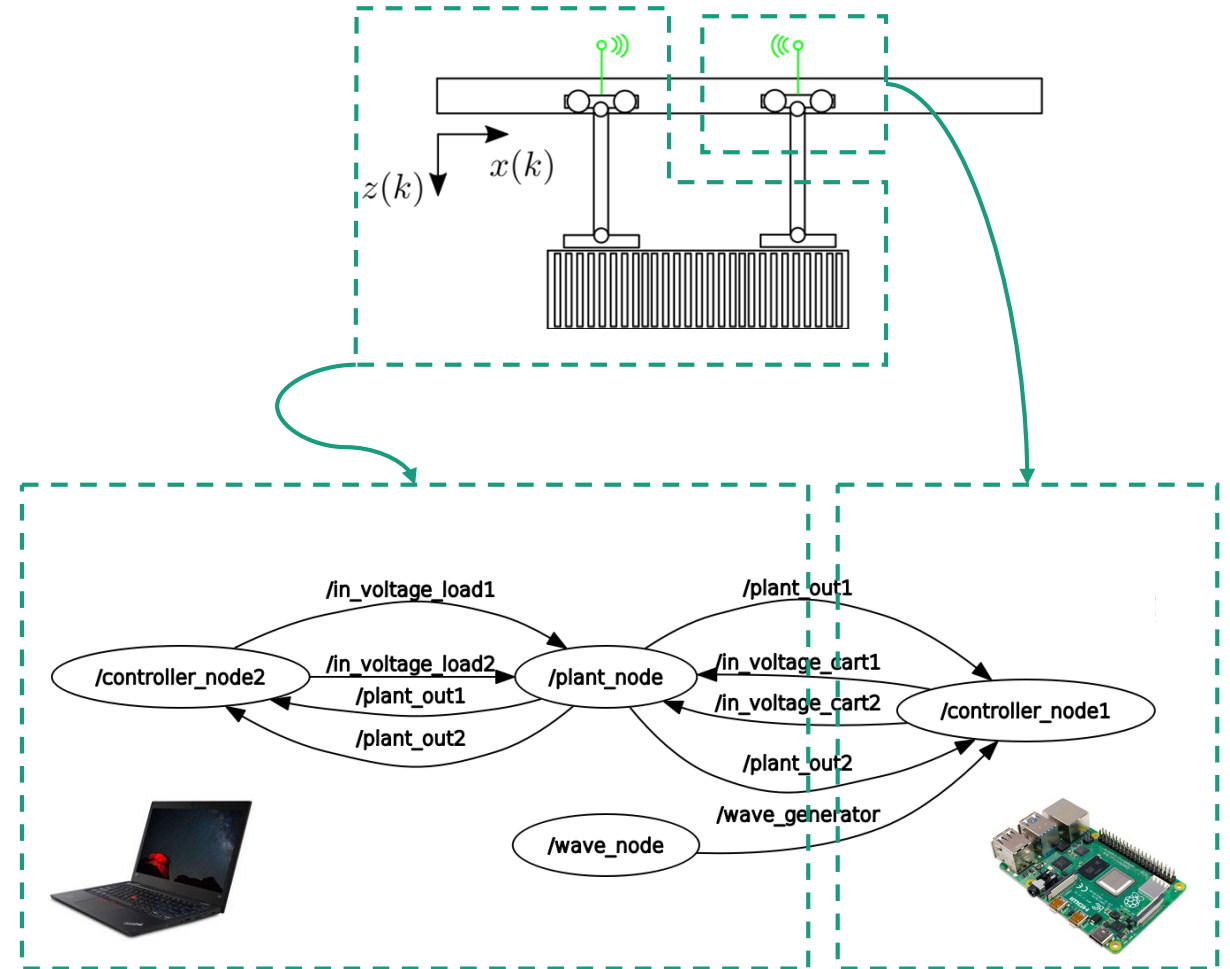 x(k)
z(k)
/in_voltage_load1
/plant_out1
/controller_node2
/in_voltage_load2
/plant_node
/in_voltage_cart1
/plant_out1
/in_voltage_cart2
/controller_node1
/plant_out2
/plant_out2
/wave_generator
/wave_node